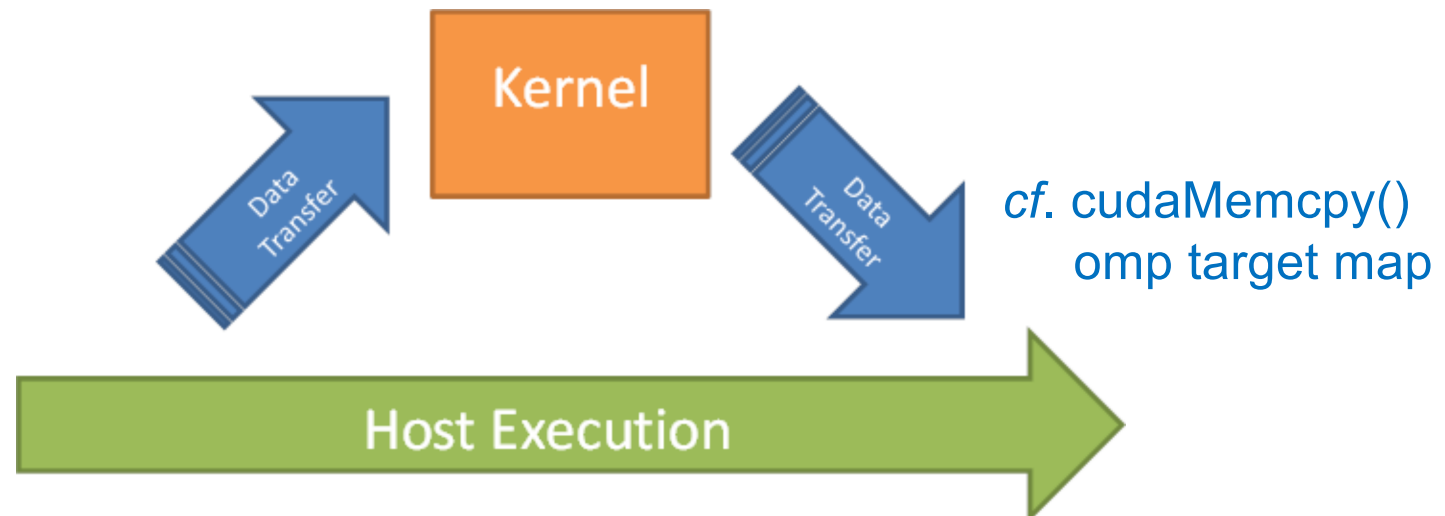 Kernel
Data
Transfer
Data
Transfer
cf. cudaMemcpy()
omp target map
Host Execution